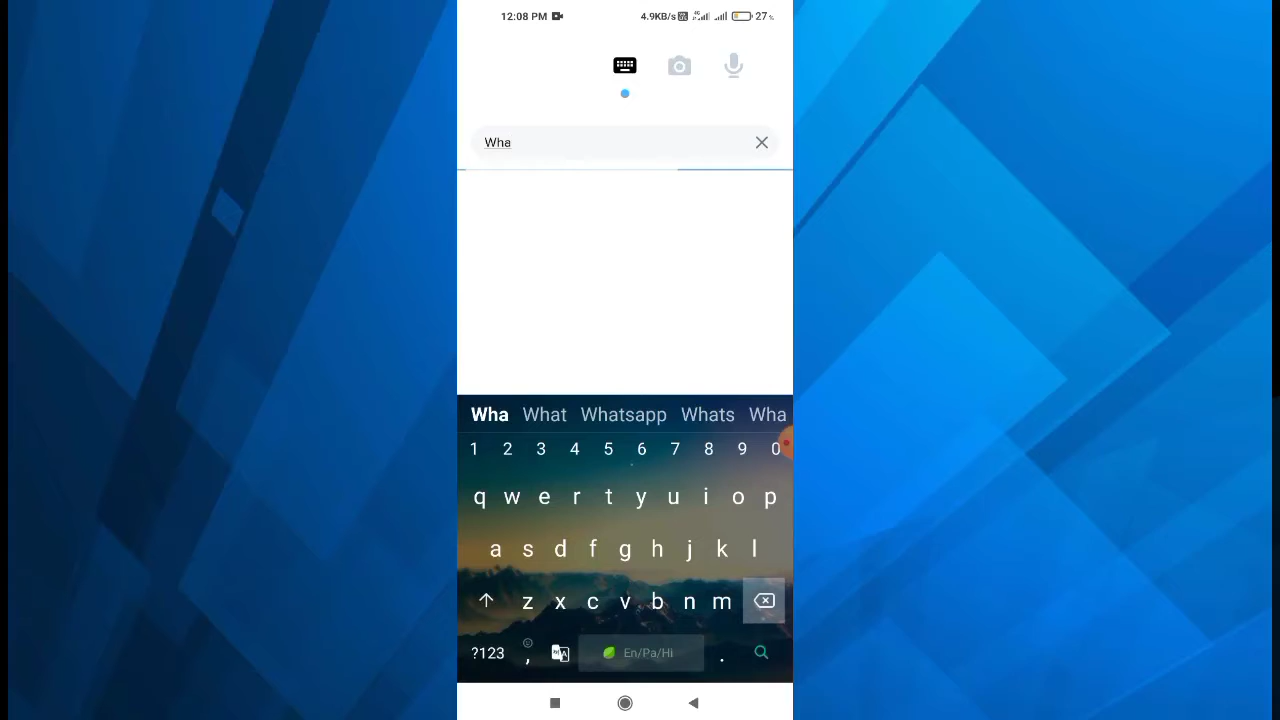 12:08 PM 4.9KB/s 4G 27%
Wha
Wha What Whatsapp Whats Wha
1 2 3 4 5 6 7 8 9 0
q w e r t y u i o p
a s d f g h j k l
z x c v b n m
?123 , En/Pa/Hi .